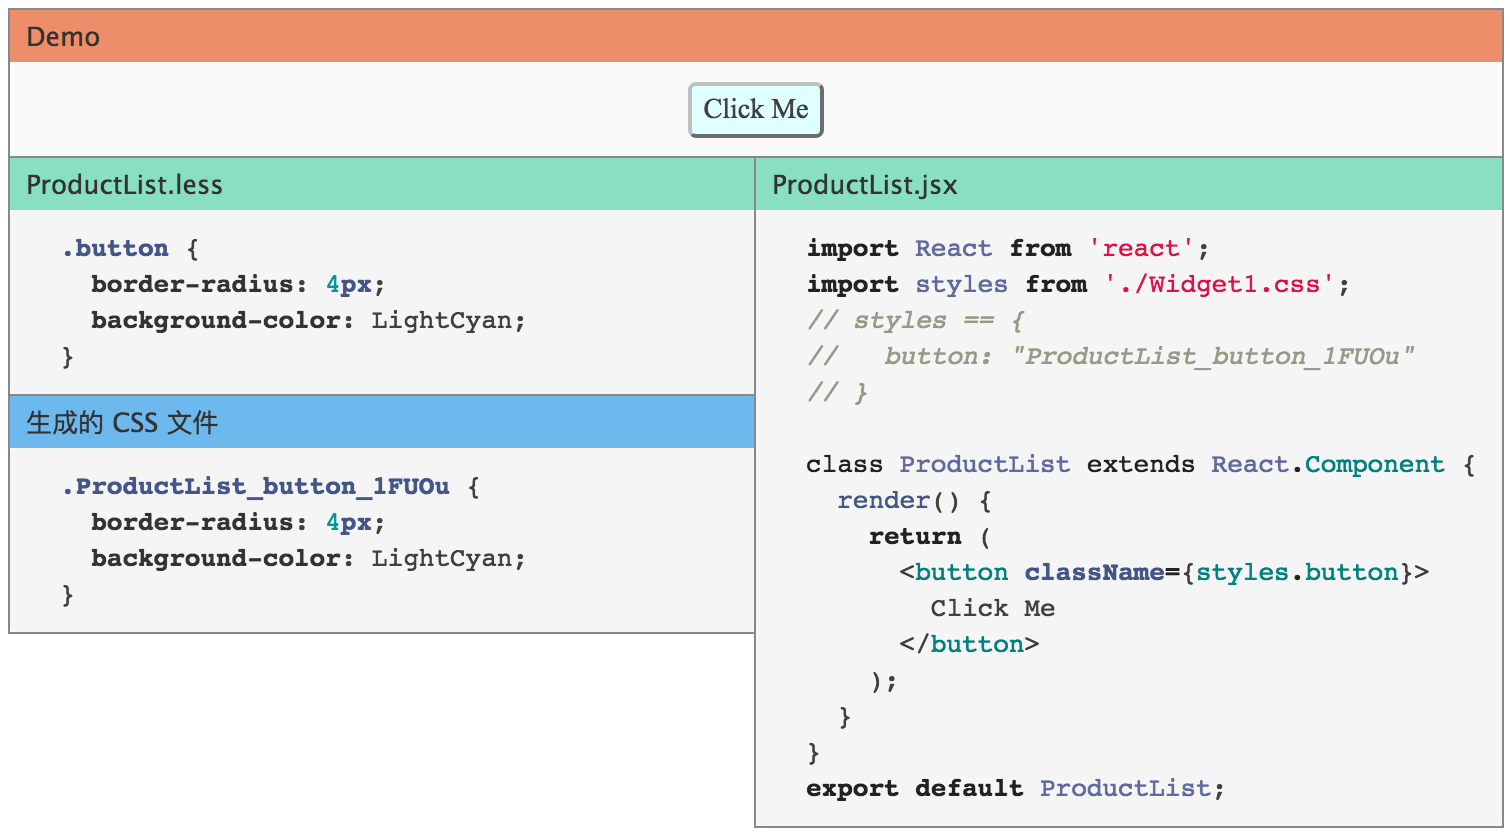 Demo
Click Me
ProductList.less
.button {
  border-radius: 4px;
  background-color: LightCyan;
}
生成的 CSS 文件
.ProductList_button_1FUOu {
  border-radius: 4px;
  background-color: LightCyan;
}
ProductList.jsx
import React from 'react';
import styles from './Widget1.css';
// styles == {
//   button: "ProductList_button_1FUOu"
// }
class ProductList extends React.Component {
  render() {
    return (
      <button className={styles.button}>
        Click Me
      </button>
    );
  }
}
export default ProductList;